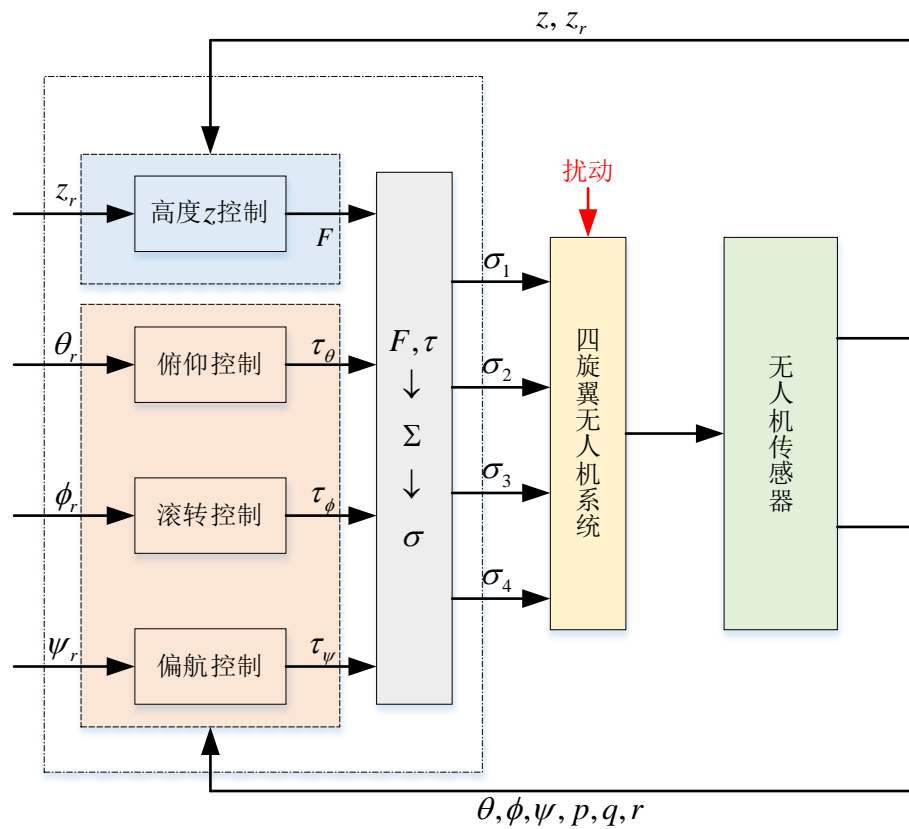 z, z_r
扰动
z_r
高度z控制
F
σ_1
θ_r
俯仰控制
τ_θ
F, τ
↓
Σ
↓
σ
σ_2
四旋翼无人机系统
无人机传感器
ϕ_r
滚转控制
τ_ϕ
σ_3
σ_4
ψ_r
偏航控制
τ_ψ
θ, ϕ, ψ, p, q, r